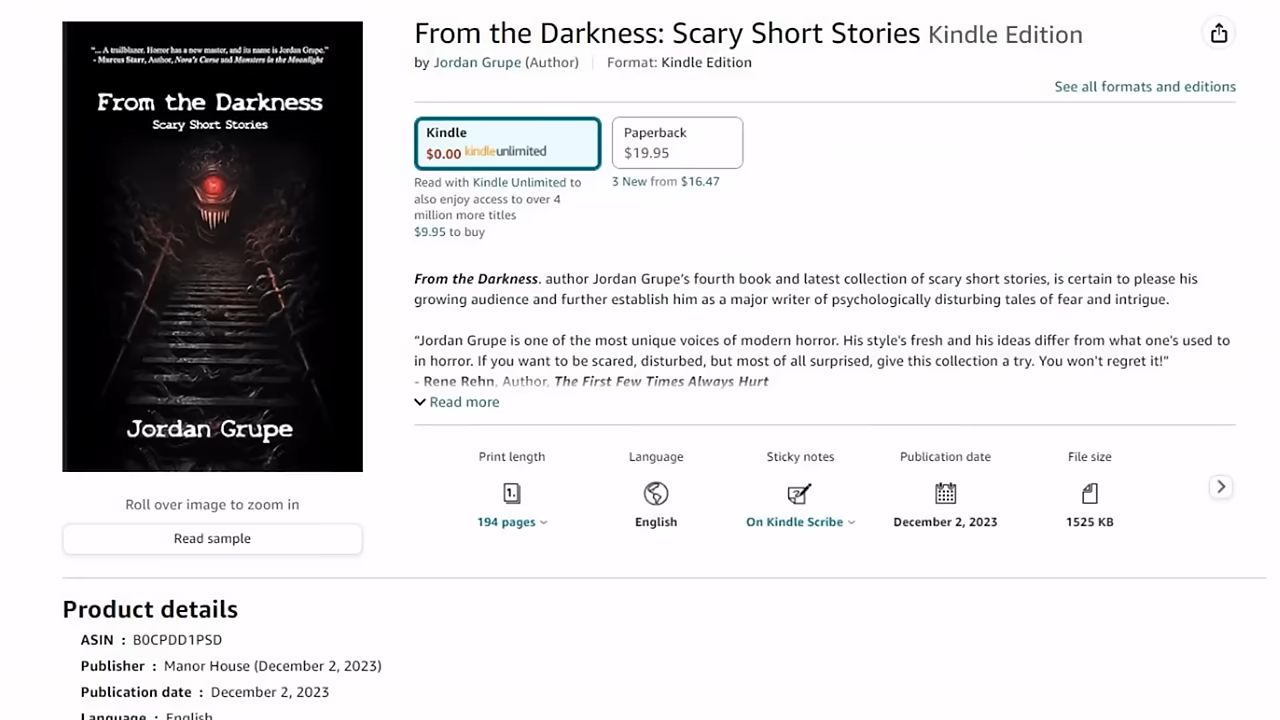 "... A trailblazer. Horror has a new master, and its name is Jordan Grupe."
- Marcus Starr, Author, Nora's Curse and Monsters in the Moonlight
From the Darkness
Scary Short Stories
Jordan Grupe
Roll over image to zoom in
Read sample
From the Darkness: Scary Short Stories Kindle Edition
by Jordan Grupe (Author) Format: Kindle Edition
See all formats and editions
Kindle
$0.00 kindleunlimited
Read with Kindle Unlimited to
also enjoy access to over 4
million more titles
$9.95 to buy
Paperback
$19.95
3 New from $16.47
From the Darkness. author Jordan Grupe's fourth book and latest collection of scary short stories, is certain to please his
growing audience and further establish him as a major writer of psychologically disturbing tales of fear and intrigue.
"Jordan Grupe is one of the most unique voices of modern horror. His style's fresh and his ideas differ from what one's used to
in horror. If you want to be scared, disturbed, but most of all surprised, give this collection a try. You won't regret it!"
- Rene Rehn, Author, The First Few Times Always Hurt
Read more
Print length
1.
194 pages
Language
English
Sticky notes
On Kindle Scribe
Publication date
December 2, 2023
File size
1525 KB
Product details
ASIN : B0CPDD1PSD
Publisher : Manor House (December 2, 2023)
Publication date : December 2, 2023
Language : English